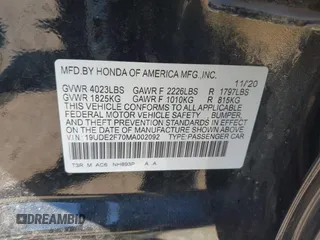 MFD.BY HONDA OF AMERICA MFG.,INC.
11/20
GVWR 4023LBS GAWR F 2226LBS R 1797LBS
GVWR 1825KG GAWR F 1010KG R 815KG
THIS VEHICLE CONFORMS TO ALL APPLICABLE
FEDERAL MOTOR VEHICLE SAFETY, BUMPER,
AND THEFT PREVENTION STANDARDS IN EFFECT
ON THE DATE OF MANUFACTURE SHOWN ABOVE.
VIN: 19UDE2F70MA002092 TYPE:PASSENGER CAR
M AC6 A A
DREAMBID